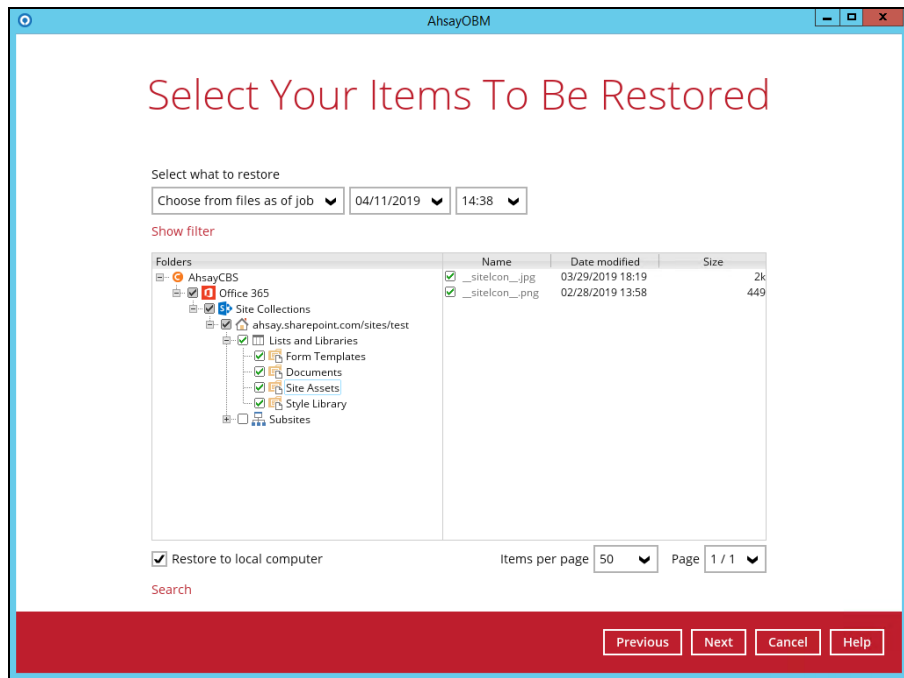 AhsayOBM
Select Your Items To Be Restored
Select what to restore
Choose from files as of job 04/11/2019 14:38
Show filter
Folders Name Date modified Size
AhsayCBS __siteIcon__.jpg 03/29/2019 18:19 2k
Office 365 __siteIcon__.png 02/28/2019 13:58 449
Site Collections
ahsay.sharepoint.com/sites/test
Lists and Libraries
Form Templates
Documents
Site Assets
Style Library
Subsites
Restore to local computer Items per page 50 Page 1 / 1
Search
Previous Next Cancel Help